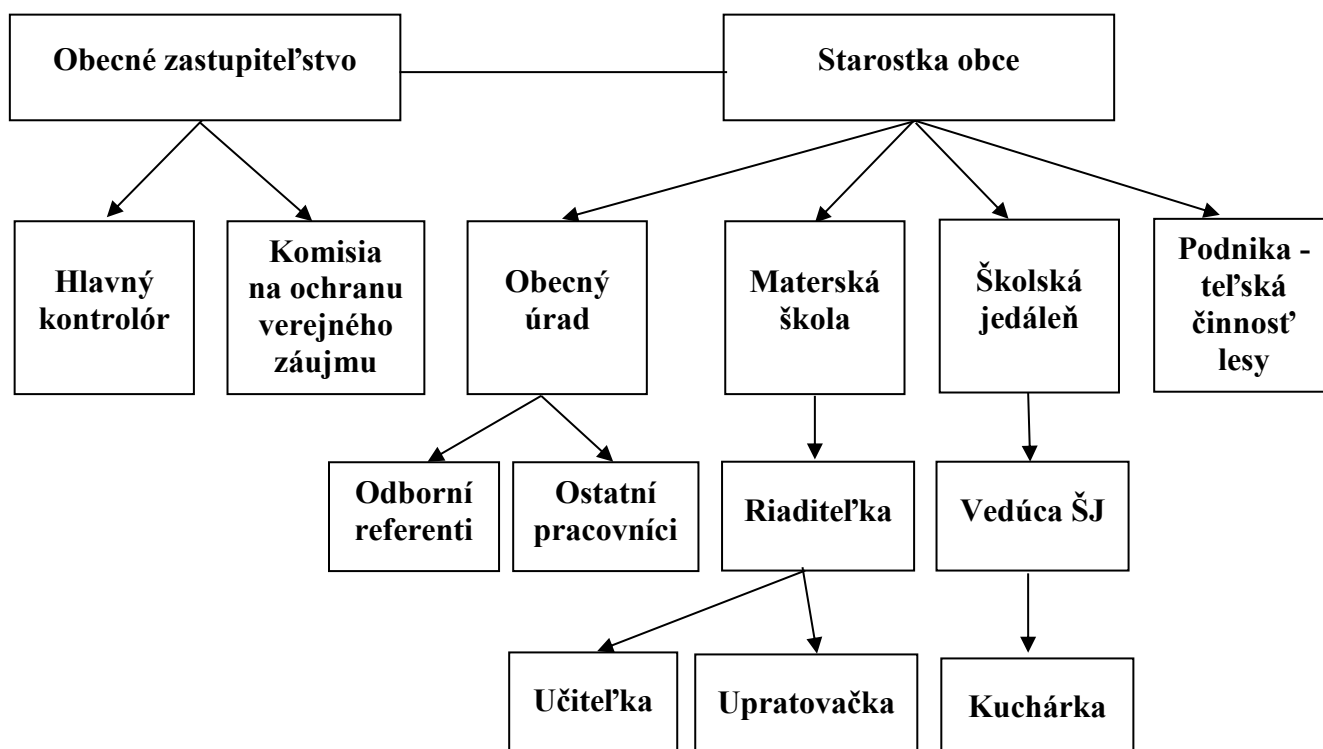 Obecné zastupiteľstvo
Starostka obce
Hlavný
kontrolór
Komisia
na ochranu
verejného
záujmu
Obecný
úrad
Materská
škola
Školská
jedáleň
Podnika -
teľská
činnosť
lesy
Odborní
referenti
Ostatní
pracovníci
Riaditeľka
Vedúca ŠJ
Učiteľka
Upratovačka
Kuchárka